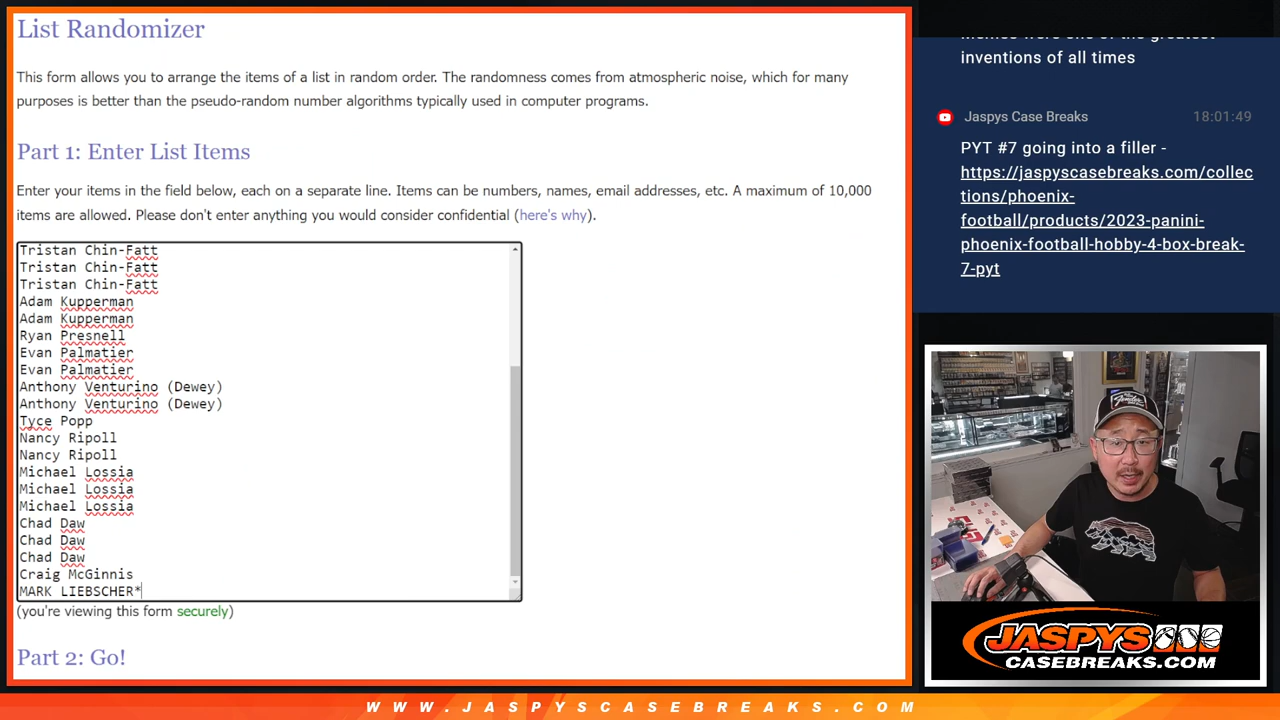 List Randomizer
This form allows you to arrange the items of a list in random order. The randomness comes from atmospheric noise, which for many
purposes is better than the pseudo-random number algorithms typically used in computer programs.
Part 1: Enter List Items
Enter your items in the field below, each on a separate line. Items can be numbers, names, email addresses, etc. A maximum of 10,000
items are allowed. Please don't enter anything you would consider confidential (here's why).
Tristan Chin-Fatt
Tristan Chin-Fatt
Tristan Chin-Fatt
Adam Kupperman
Adam Kupperman
Ryan Presnell
Evan Palmatier
Evan Palmatier
Anthony Venturino (Dewey)
Anthony Venturino (Dewey)
Tyce Popp
Nancy Ripoll
Nancy Ripoll
Michael Lossia
Michael Lossia
Michael Lossia
Chad Daw
Chad Daw
Chad Daw
Craig McGinnis
MARK LIEBSCHER*
(you're viewing this form securely)
Part 2: Go!
memes were one of the greatest
inventions of all times
Jaspys Case Breaks 18:01:49
PYT #7 going into a filler -
https://jaspyscasebreaks.com/collec
tions/phoenix-
football/products/2023-panini-
phoenix-football-hobby-4-box-break-
7-pyt
JASPYS
CASEBREAKS.COM
WWW.JASPYSCASEBREAKS.COM